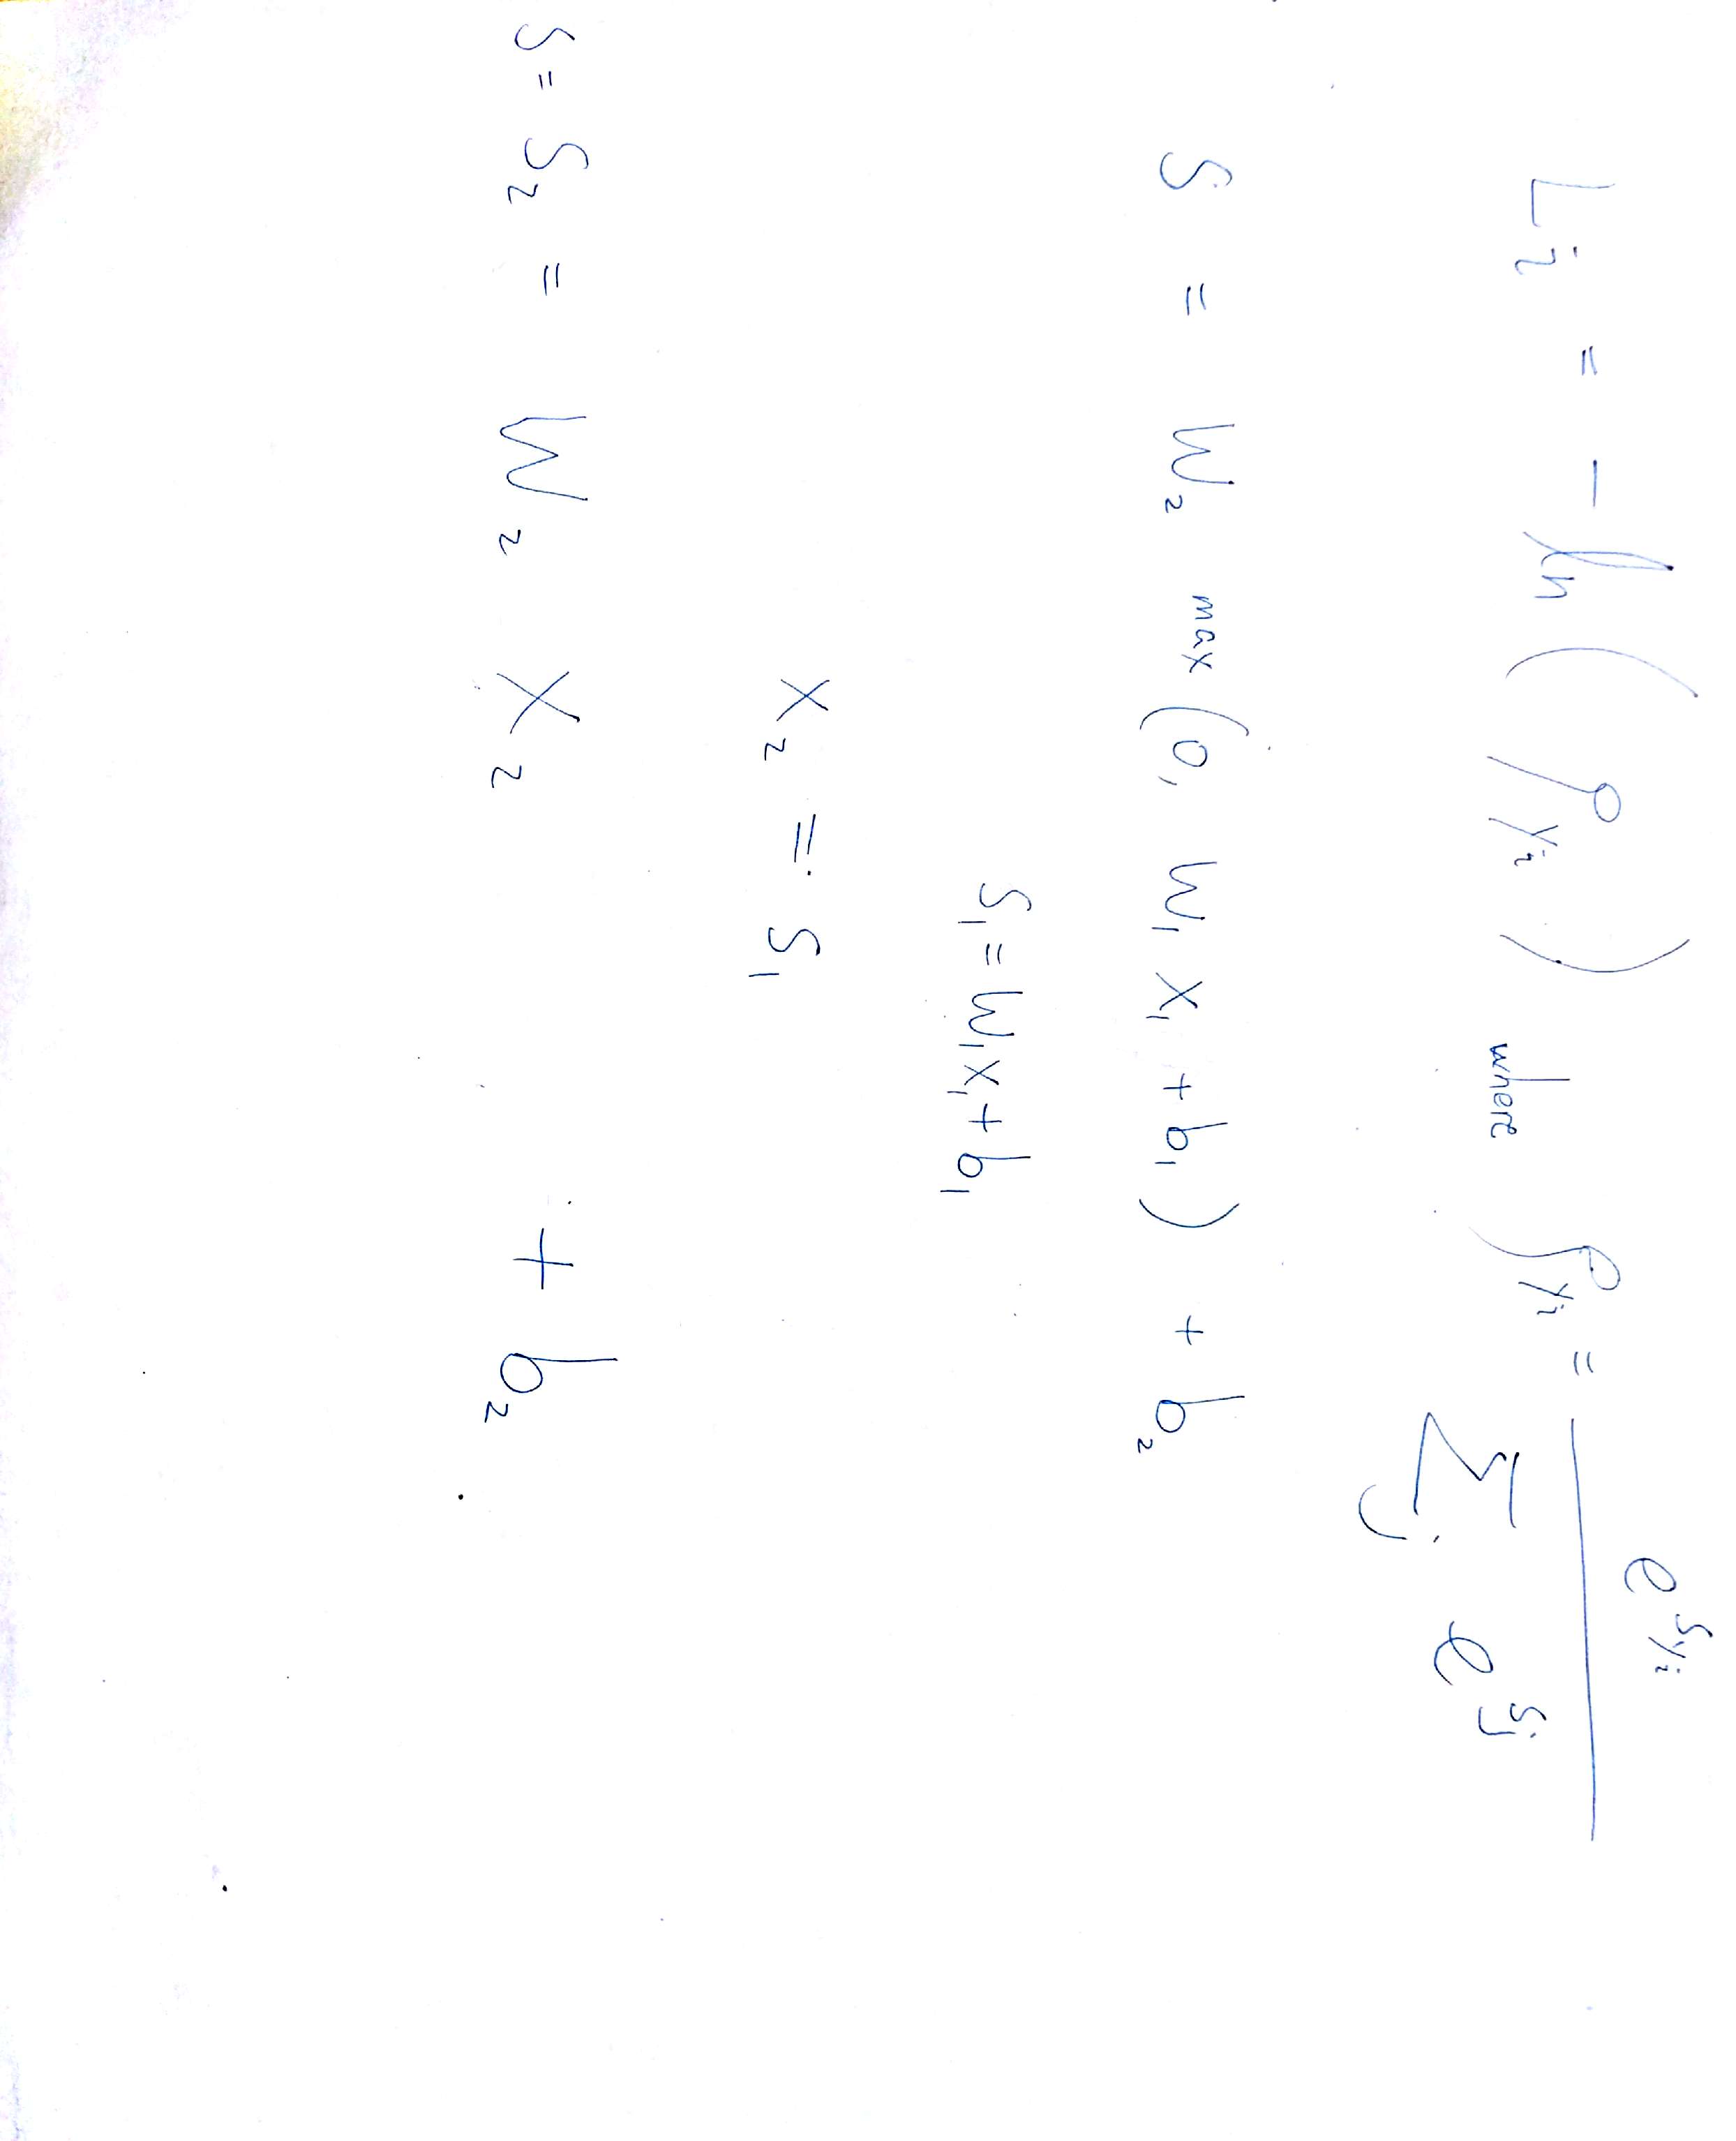 L_i = - ln ( P_{y_i} ) where P_{y_i} = \frac{e^{s_{y_i}}}{\sum_j e^{s_j}}
S = W_2 max (0, W_1 x_1 + b_1) + b_2
S_1 = W_1 x_1 + b_1
X_2 = S_1
S = S_2 = W_2 X_2 + b_2